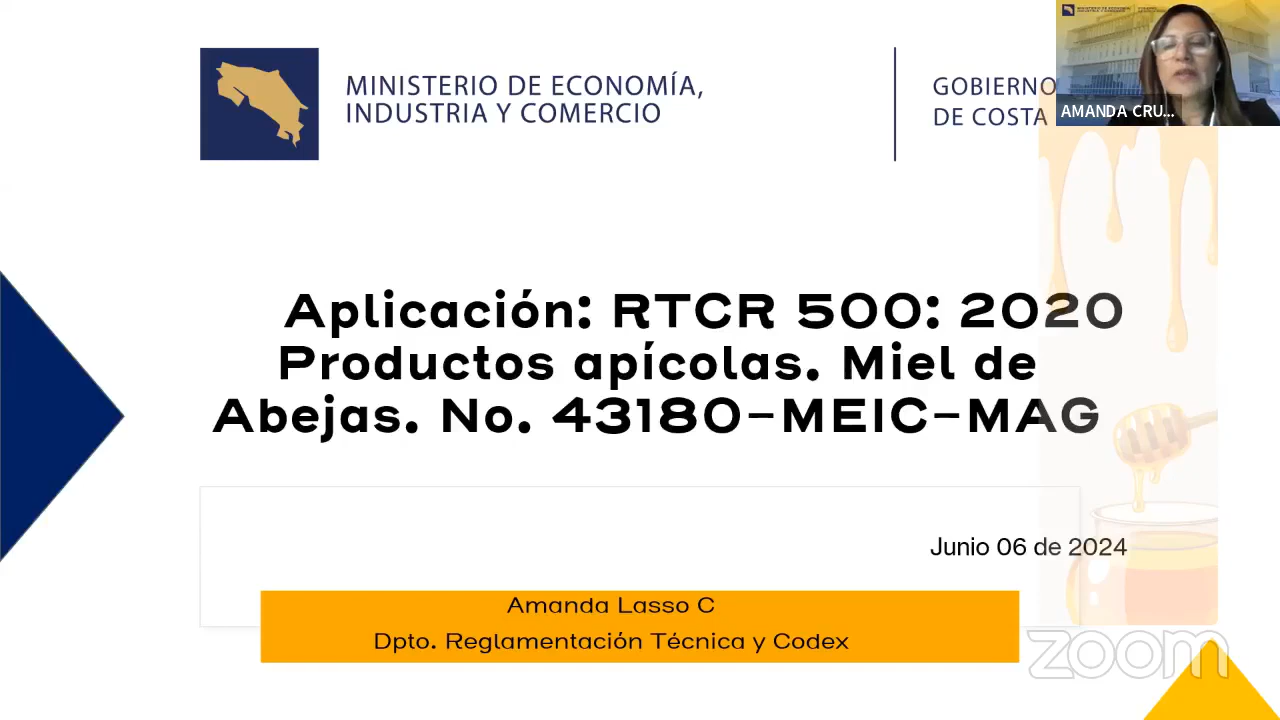 MINISTERIO DE ECONOMÍA,
INDUSTRIA Y COMERCIO
GOBIERNO
DE COSTA
AMANDA CRU...
Aplicación: RTCR 500: 2020
Productos apícolas. Miel de
Abejas. No. 43180-MEIC-MAG
Junio 06 de 2024
Amanda Lasso C
Dpto. Reglamentación Técnica y Codex
zoom